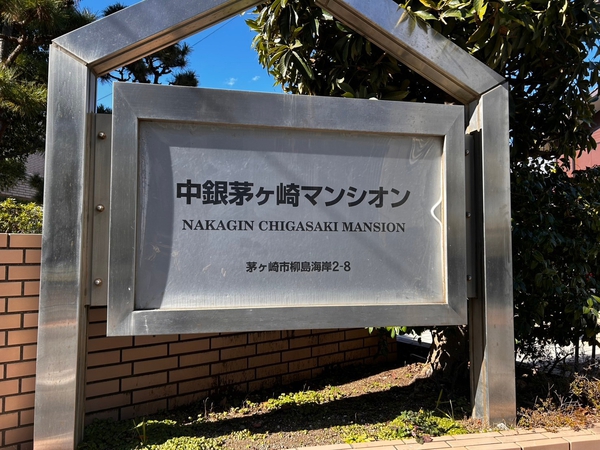 中銀茅ヶ崎マンシオン
NAKAGIN CHIGASAKI MANSION
茅ヶ崎市柳島海岸2-8